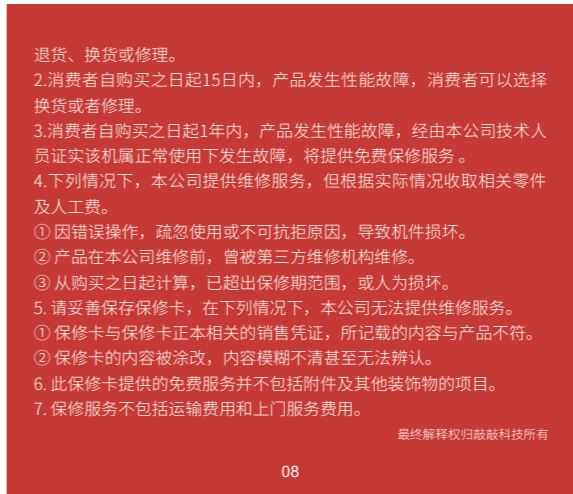 退货、换货或修理。
2.消费者自购买之日起15日内，产品发生性能故障，消费者可以选择
换货或者修理。
3.消费者自购买之日起1年内，产品发生性能故障，经由本公司技术人
员证实该机属正常使用下发生故障，将提供免费保修服务 。
4.下列情况下，本公司提供维修服务，但根据实际情况收取相关零件
及人工费。
① 因错误操作，疏忽使用或不可抗拒原因，导致机件损坏。
② 产品在本公司维修前，曾被第三方维修机构维修。
③ 从购买之日起计算，已超出保修期范围，或人为损坏。
5. 请妥善保存保修卡，在下列情况下，本公司无法提供维修服务。
① 保修卡与保修卡正本相关的销售凭证，所记载的内容与产品不符。
② 保修卡的内容被涂改，内容模糊不清甚至无法辨认。
6. 此保修卡提供的免费服务并不包括附件及其他装饰物的项目。
7. 保修服务不包括运输费用和上门服务费用。
最终解释权归敲敲科技所有
08